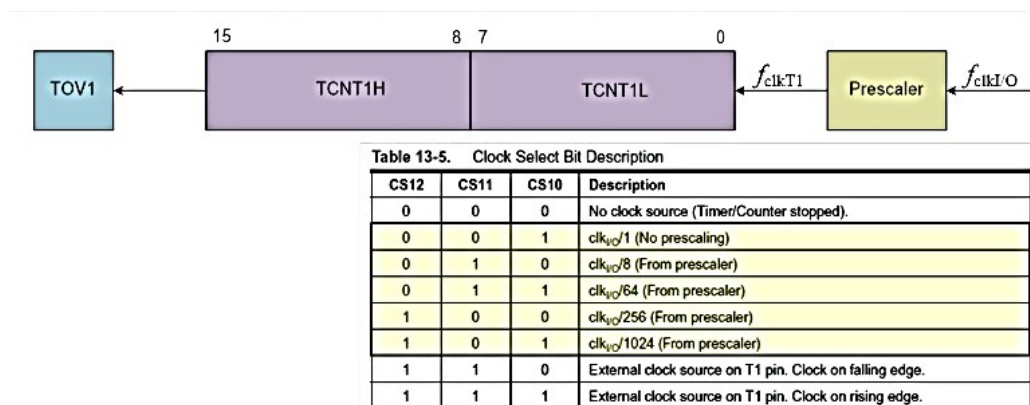 15 8 7 0
TOV1 TCNT1H TCNT1L fclkT1 Prescaler fclkI/O
Table 13-5. Clock Select Bit Description
CS12 CS11 CS10 Description
0 0 0 No clock source (Timer/Counter stopped).
0 0 1 clkI/O/1 (No prescaling)
0 1 0 clkI/O/8 (From prescaler)
0 1 1 clkI/O/64 (From prescaler)
1 0 0 clkI/O/256 (From prescaler)
1 0 1 clkI/O/1024 (From prescaler)
1 1 0 External clock source on T1 pin. Clock on falling edge.
1 1 1 External clock source on T1 pin. Clock on rising edge.